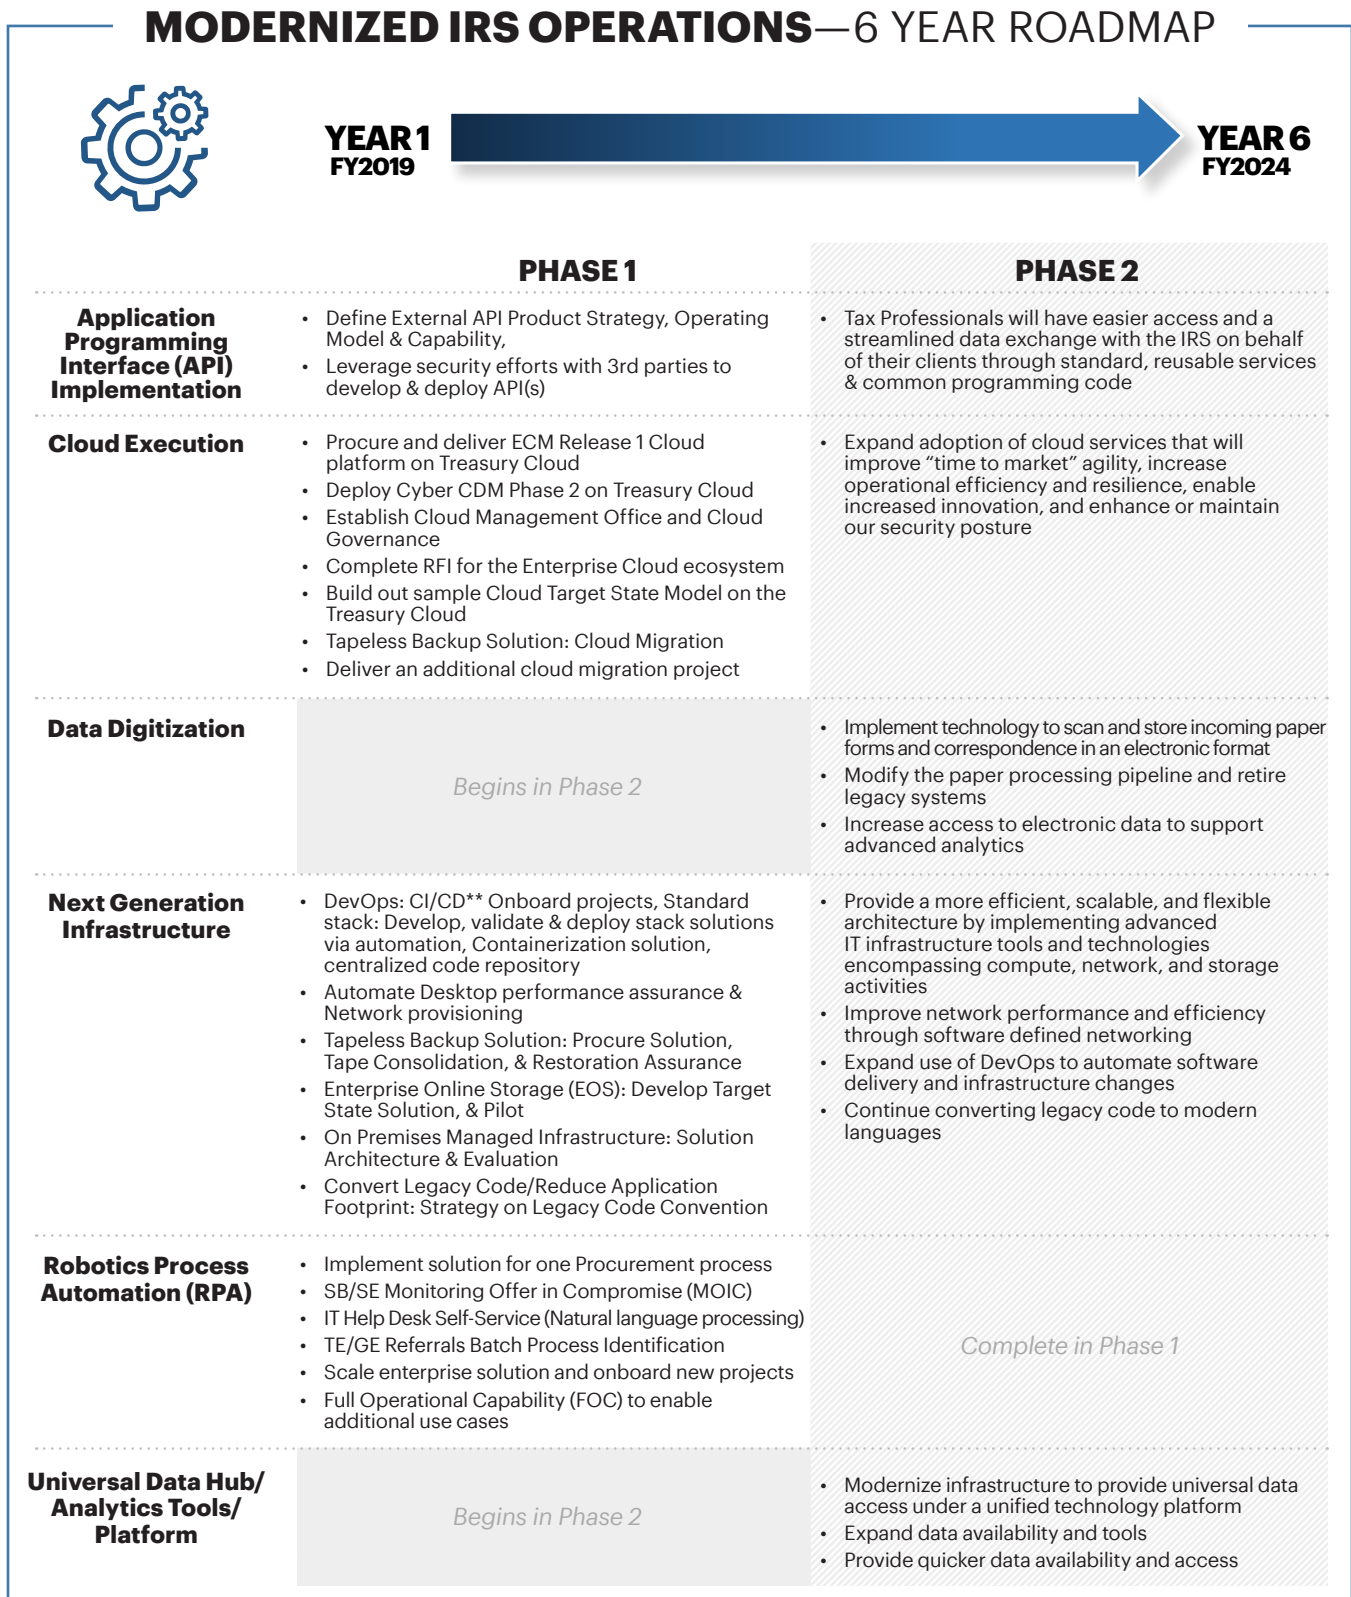 MODERNIZED IRS OPERATIONS—6 YEAR ROADMAP
YEAR 1
FY2019
YEAR 6
FY2024
PHASE 1
PHASE 2
Application
Programming
Interface (API)
Implementation
• Define External API Product Strategy, Operating
Model & Capability,
• Leverage security efforts with 3rd parties to
develop & deploy API(s)
• Tax Professionals will have easier access and a
streamlined data exchange with the IRS on behalf
of their clients through standard, reusable services
& common programming code
Cloud Execution
• Procure and deliver ECM Release 1 Cloud
platform on Treasury Cloud
• Deploy Cyber CDM Phase 2 on Treasury Cloud
• Establish Cloud Management Office and Cloud
Governance
• Complete RFI for the Enterprise Cloud ecosystem
• Build out sample Cloud Target State Model on the
Treasury Cloud
• Tapeless Backup Solution: Cloud Migration
• Deliver an additional cloud migration project
• Expand adoption of cloud services that will
improve “time to market” agility, increase
operational efficiency and resilience, enable
increased innovation, and enhance or maintain
our security posture
Data Digitization
Begins in Phase 2
• Implement technology to scan and store incoming paper
forms and correspondence in an electronic format
• Modify the paper processing pipeline and retire
legacy systems
• Increase access to electronic data to support
advanced analytics
Next Generation
Infrastructure
• DevOps: CI/CD** Onboard projects, Standard
stack: Develop, validate & deploy stack solutions
via automation, Containerization solution,
centralized code repository
• Automate Desktop performance assurance &
Network provisioning
• Tapeless Backup Solution: Procure Solution,
Tape Consolidation, & Restoration Assurance
• Enterprise Online Storage (EOS): Develop Target
State Solution, & Pilot
• On Premises Managed Infrastructure: Solution
Architecture & Evaluation
• Convert Legacy Code/Reduce Application
Footprint: Strategy on Legacy Code Convention
• Provide a more efficient, scalable, and flexible
architecture by implementing advanced
IT infrastructure tools and technologies
encompassing compute, network, and storage
activities
• Improve network performance and efficiency
through software defined networking
• Expand use of DevOps to automate software
delivery and infrastructure changes
• Continue converting legacy code to modern
languages
Robotics Process
Automation (RPA)
• Implement solution for one Procurement process
• SB/SE Monitoring Offer in Compromise (MOIC)
• IT Help Desk Self-Service (Natural language processing)
• TE/GE Referrals Batch Process Identification
• Scale enterprise solution and onboard new projects
• Full Operational Capability (FOC) to enable
additional use cases
Complete in Phase 1
Universal Data Hub/
Analytics Tools/
Platform
Begins in Phase 2
• Modernize infrastructure to provide universal data
access under a unified technology platform
• Expand data availability and tools
• Provide quicker data availability and access